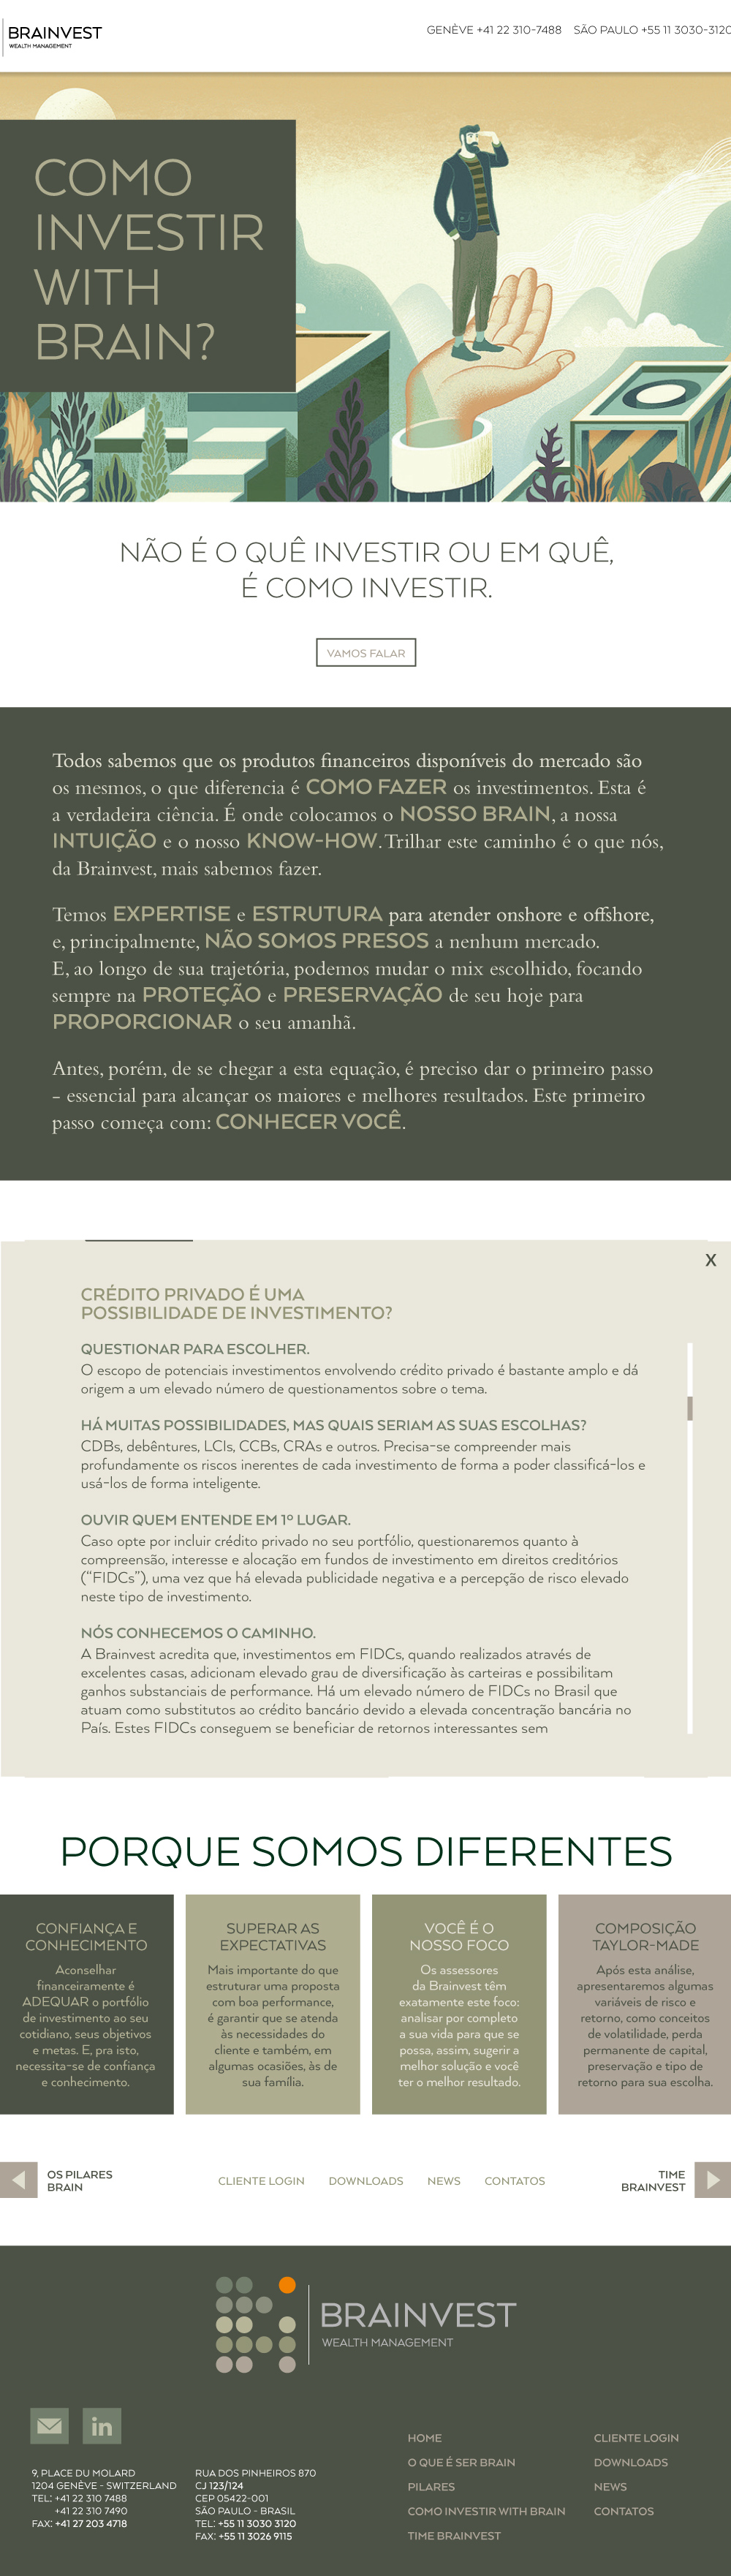 BRAINVEST
WEALTH MANAGEMENT
GENÈVE +41 22 310-7488 SÃO PAULO +55 11 3030-3120
COMO
INVESTIR
WITH
BRAIN?
NÃO É O QUÊ INVESTIR OU EM QUÊ,
É COMO INVESTIR.
VAMOS FALAR
Todos sabemos que os produtos financeiros disponíveis do mercado são
os mesmos, o que diferencia é COMO FAZER os investimentos. Esta é
a verdadeira ciência. É onde colocamos o NOSSO BRAIN, a nossa
INTUIÇÃO e o nosso KNOW-HOW. Trilhar este caminho é o que nós,
da Brainvest, mais sabemos fazer.
Temos EXPERTISE e ESTRUTURA para atender onshore e offshore,
e, principalmente, NÃO SOMOS PRESOS a nenhum mercado.
E, ao longo de sua trajetória, podemos mudar o mix escolhido, focando
sempre na PROTEÇÃO e PRESERVAÇÃO de seu hoje para
PROPORCIONAR o seu amanhã.
Antes, porém, de se chegar a esta equação, é preciso dar o primeiro passo
- essencial para alcançar os maiores e melhores resultados. Este primeiro
passo começa com: CONHECER VOCÊ.
X
CRÉDITO PRIVADO É UMA
POSSIBILIDADE DE INVESTIMENTO?
QUESTIONAR PARA ESCOLHER.
O escopo de potenciais investimentos envolvendo crédito privado é bastante amplo e dá
origem a um elevado número de questionamentos sobre o tema.
HÁ MUITAS POSSIBILIDADES, MAS QUAIS SERIAM AS SUAS ESCOLHAS?
CDBs, debêntures, LCIs, CCBs, CRAs e outros. Precisa-se compreender mais
profundamente os riscos inerentes de cada investimento de forma a poder classificá-los e
usá-los de forma inteligente.
OUVIR QUEM ENTENDE EM 1º LUGAR.
Caso opte por incluir crédito privado no seu portfólio, questionaremos quanto à
compreensão, interesse e alocação em fundos de investimento em direitos creditórios
("FIDCs"), uma vez que há elevada publicidade negativa e a percepção de risco elevado
neste tipo de investimento.
NÓS CONHECEMOS O CAMINHO.
A Brainvest acredita que, investimentos em FIDCs, quando realizados através de
excelentes casas, adicionam elevado grau de diversificação às carteiras e possibilitam
ganhos substanciais de performance. Há um elevado número de FIDCs no Brasil que
atuam como substitutos ao crédito bancário devido a elevada concentração bancária no
País. Estes FIDCs conseguem se beneficiar de retornos interessantes sem
PORQUE SOMOS DIFERENTES
CONFIANÇA E
CONHECIMENTO
Aconselhar
financeiramente é
ADEQUAR o portfólio
de investimento ao seu
cotidiano, seus objetivos
e metas. E, pra isto,
necessita-se de confiança
e conhecimento.
SUPERAR AS
EXPECTATIVAS
Mais importante do que
estruturar uma proposta
com boa performance,
é garantir que se atenda
às necessidades do
cliente e também, em
algumas ocasiões, às de
sua família.
VOCÊ É O
NOSSO FOCO
Os assessores
da Brainvest têm
exatamente este foco:
analisar por completo
a sua vida para que se
possa, assim, sugerir a
melhor solução e você
ter o melhor resultado.
COMPOSIÇÃO
TAYLOR-MADE
Após esta análise,
apresentaremos algumas
variáveis de risco e
retorno, como conceitos
de volatilidade, perda
permanente de capital,
preservação e tipo de
retorno para sua escolha.
OS PILARES
BRAIN
CLIENTE LOGIN DOWNLOADS NEWS CONTATOS
TIME
BRAINVEST
BRAINVEST
WEALTH MANAGEMENT
in
9, PLACE DU MOLARD
1204 GENÈVE - SWITZERLAND
TEL: +41 22 310 7488
+41 22 310 7490
FAX: +41 27 203 4718
RUA DOS PINHEIROS 870
CJ 123/124
CEP 05422-001
SÃO PAULO - BRASIL
TEL: +55 11 3030 3120
FAX: +55 11 3026 9115
HOME
O QUE É SER BRAIN
PILARES
COMO INVESTIR WITH BRAIN
TIME BRAINVEST
CLIENTE LOGIN
DOWNLOADS
NEWS
CONTATOS